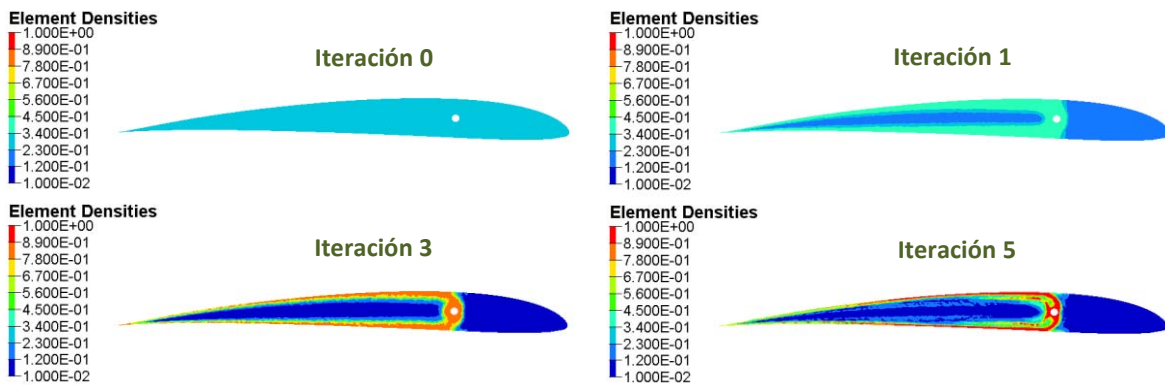 Element Densities
1.000E+00
8.900E-01
7.800E-01
6.700E-01
5.600E-01
4.500E-01
3.400E-01
2.300E-01
1.200E-01
1.000E-02
Iteración 0
Element Densities
1.000E+00
8.900E-01
7.800E-01
6.700E-01
5.600E-01
4.500E-01
3.400E-01
2.300E-01
1.200E-01
1.000E-02
Iteración 1
Element Densities
1.000E+00
8.900E-01
7.800E-01
6.700E-01
5.600E-01
4.500E-01
3.400E-01
2.300E-01
1.200E-01
1.000E-02
Iteración 3
Element Densities
1.000E+00
8.900E-01
7.800E-01
6.700E-01
5.600E-01
4.500E-01
3.400E-01
2.300E-01
1.200E-01
1.000E-02
Iteración 5